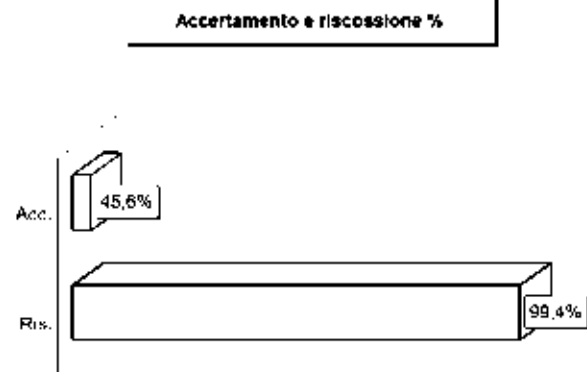 Accertamento e riscossione %
Acc.
45,6%
Ris.
99,4%